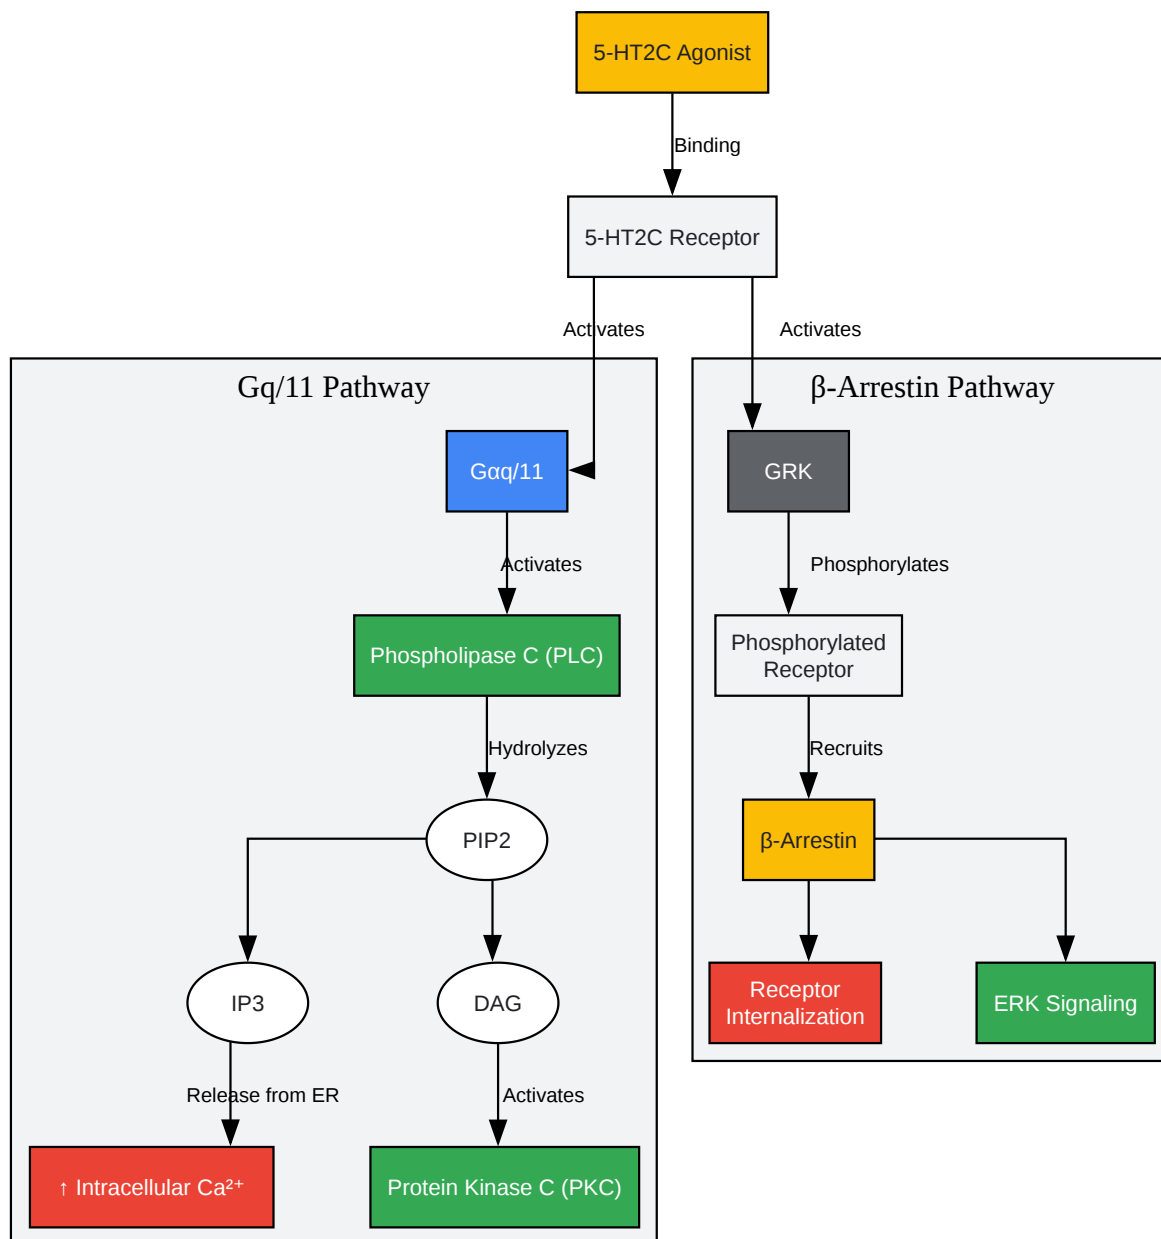 5-HT2C Agonist
Binding
5-HT2C Receptor
Activates
Activates
Gq/11 Pathway
β-Arrestin Pathway
Gαq/11
GRK
Activates
Phosphorylates
Phospholipase C (PLC)
Phosphorylated
Receptor
Hydrolyzes
Recruits
PIP2
β-Arrestin
IP3
DAG
Receptor
Internalization
ERK Signaling
Release from ER
Activates
↑ Intracellular Ca²⁺
Protein Kinase C (PKC)